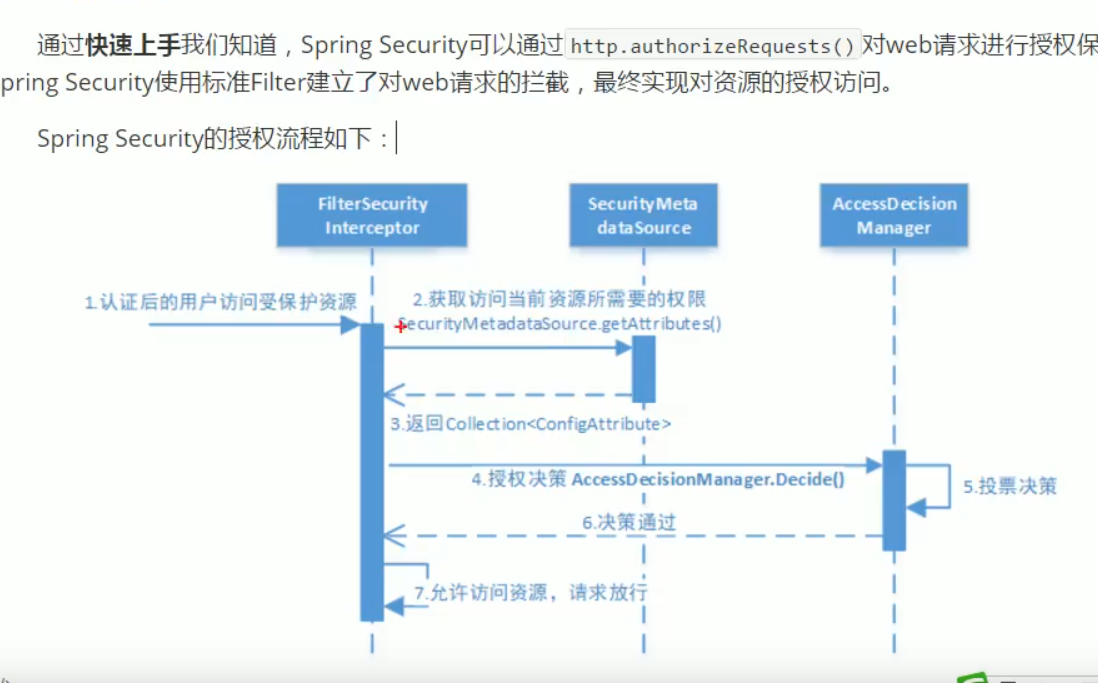 通过快速上手我们知道，Spring Security可以通过 http.authorizeRequests() 对web请求进行授权保
pring Security使用标准Filter建立了对web请求的拦截，最终实现对资源的授权访问。
Spring Security的授权流程如下：
FilterSecurity
Interceptor
SecurityMeta
dataSource
AccessDecision
Manager
1.认证后的用户访问受保护资源
2.获取访问当前资源所需要的权限
SecurityMetadataSource.getAttributes()
3.返回Collection<ConfigAttribute>
4.授权决策 AccessDecisionManager.Decide()
5.投票决策
6.决策通过
7.允许访问资源，请求放行